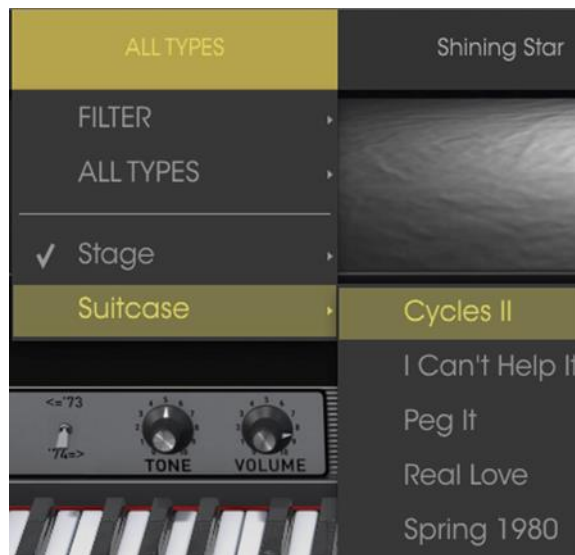 ALL TYPES
Shining Star
FILTER
ALL TYPES
Stage
Suitcase
Cycles II
I Can't Help It
Peg It
Real Love
Spring 1980
<='73
'74=>
TONE
VOLUME